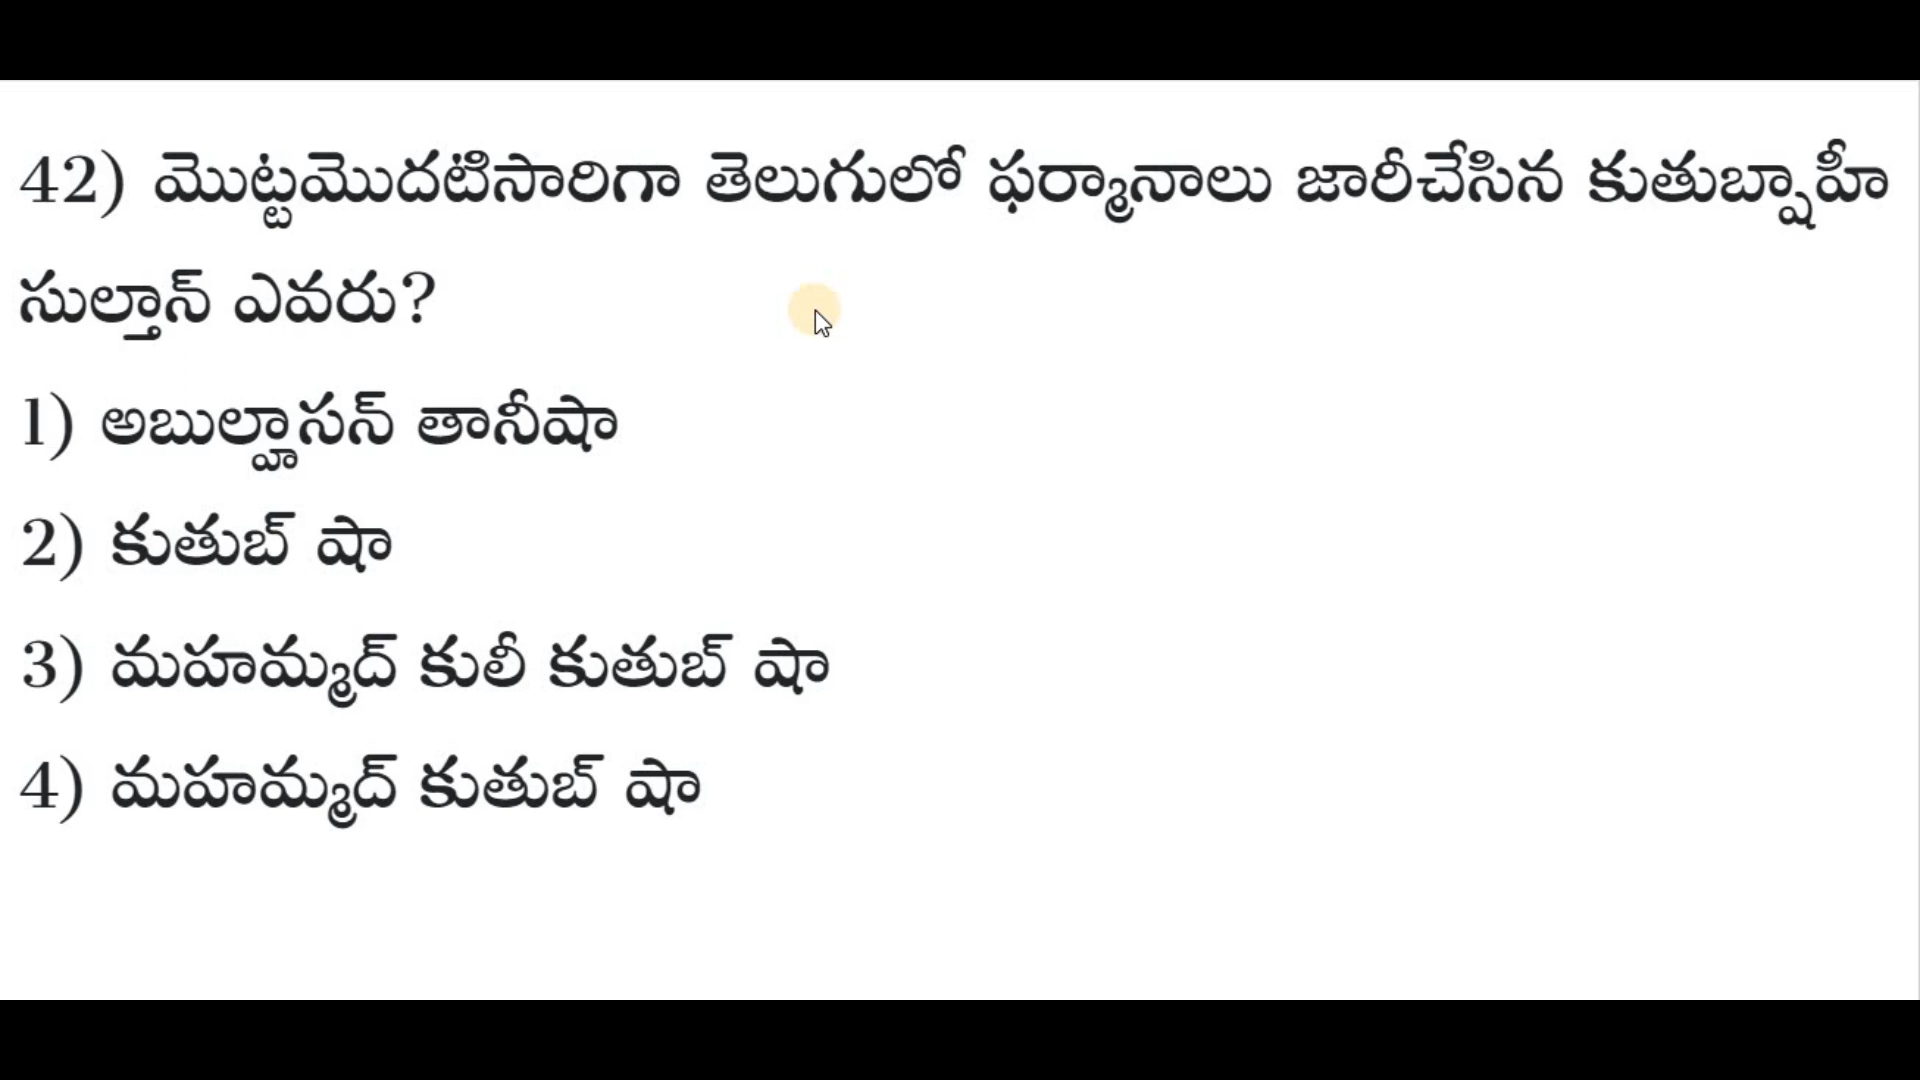 42) మొట్టమొదటిసారిగా తెలుగులో ఫర్మానాలు జారీచేసిన కుతుబ్షాహీ
సుల్తాన్ ఎవరు?
1) అబుల్హాసన్ తానీషా
2) కుతుబ్ షా
3) మహమ్మద్ కులీ కుతుబ్ షా
4) మహమ్మద్ కుతుబ్ షా